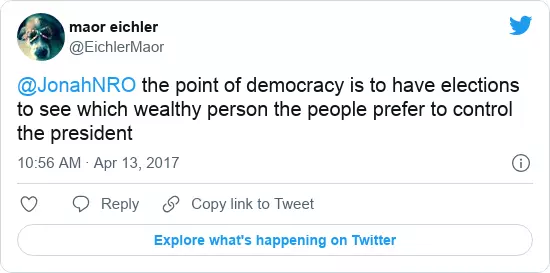 maor eichler
@EichlerMaor
@JonahNRO the point of democracy is to have elections
to see which wealthy person the people prefer to control
the president
10:56 AM · Apr 13, 2017
Reply Copy link to Tweet
Explore what's happening on Twitter